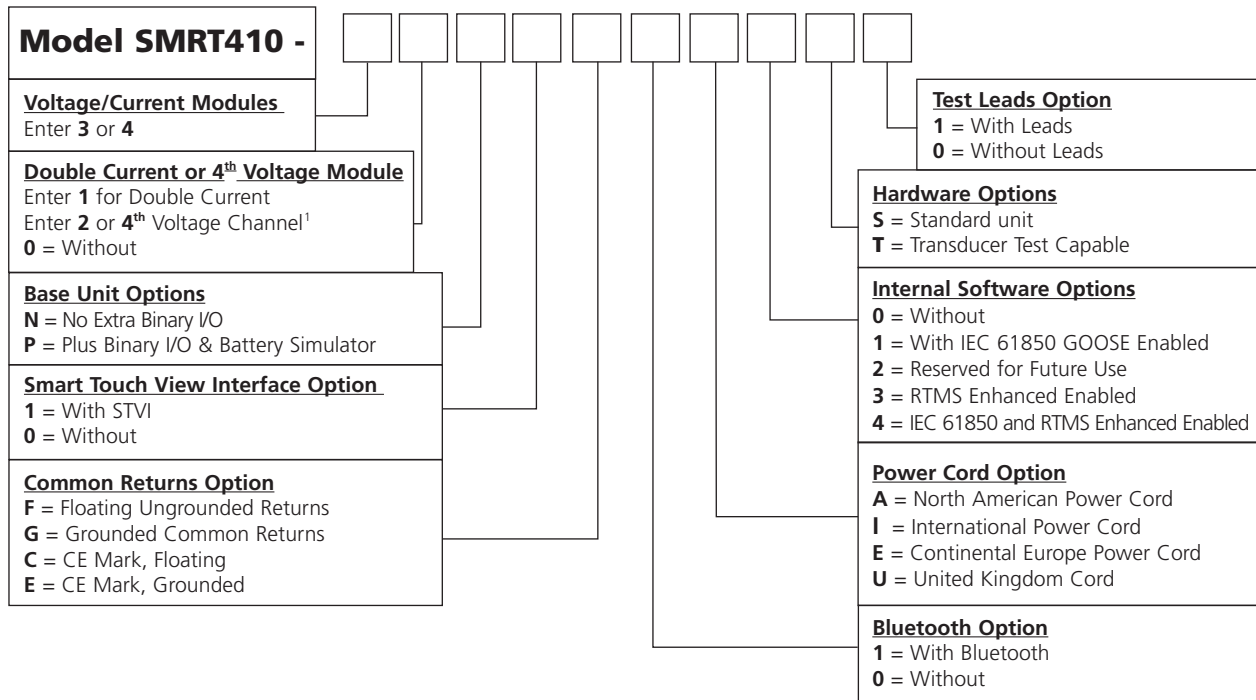 Model SMRT410 -
Voltage/Current Modules
Enter 3 or 4
Double Current or 4th Voltage Module
Enter 1 for Double Current
Enter 2 or 4th Voltage Channel1
0 = Without
Base Unit Options
N = No Extra Binary I/O
P = Plus Binary I/O & Battery Simulator
Smart Touch View Interface Option
1 = With STVI
0 = Without
Common Returns Option
F = Floating Ungrounded Returns
G = Grounded Common Returns
C = CE Mark, Floating
E = CE Mark, Grounded
Test Leads Option
1 = With Leads
0 = Without Leads
Hardware Options
S = Standard unit
T = Transducer Test Capable
Internal Software Options
0 = Without
1 = With IEC 61850 GOOSE Enabled
2 = Reserved for Future Use
3 = RTMS Enhanced Enabled
4 = IEC 61850 and RTMS Enhanced Enabled
Power Cord Option
A = North American Power Cord
I = International Power Cord
E = Continental Europe Power Cord
U = United Kingdom Cord
Bluetooth Option
1 = With Bluetooth
0 = Without